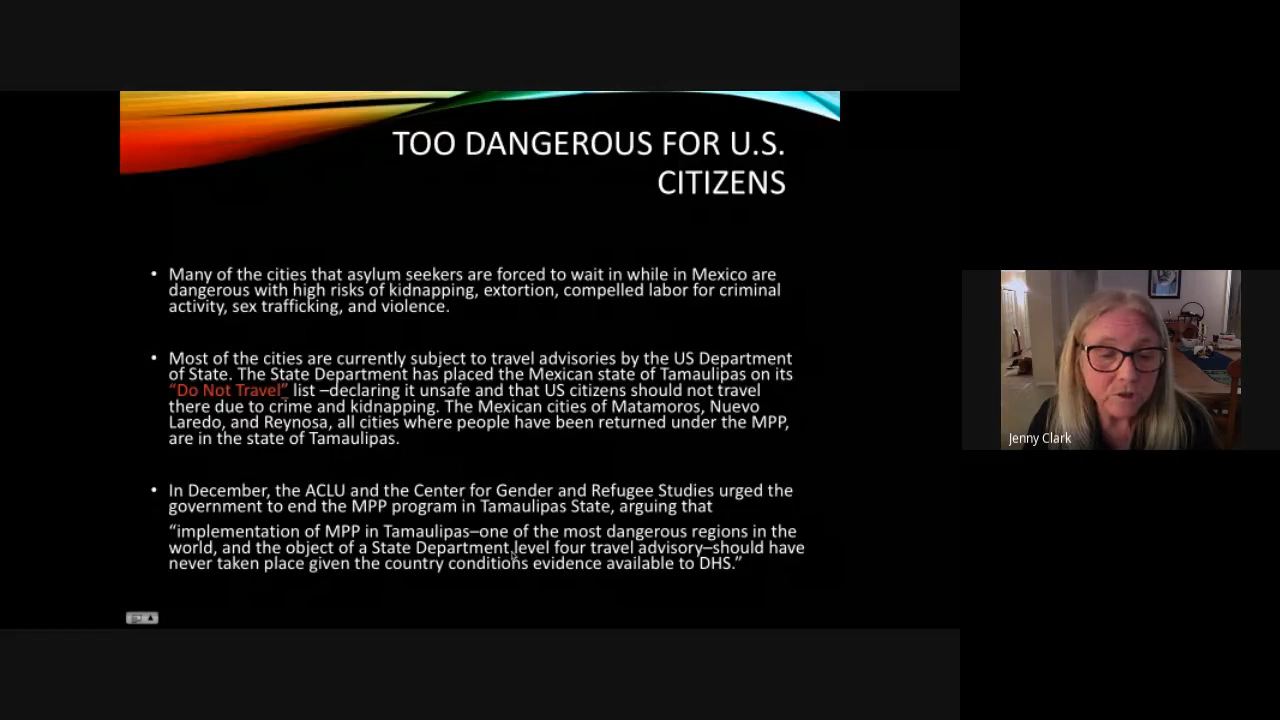 TOO DANGEROUS FOR U.S.
CITIZENS
• Many of the cities that asylum seekers are forced to wait in while in Mexico are
dangerous with high risks of kidnapping, extortion, compelled labor for criminal
activity, sex trafficking, and violence.
• Most of the cities are currently subject to travel advisories by the US Department
of State. The State Department has placed the Mexican state of Tamaulipas on its
“Do Not Travel” list –declaring it unsafe and that US citizens should not travel
there due to crime and kidnapping. The Mexican cities of Matamoros, Nuevo
Laredo, and Reynosa, all cities where people have been returned under the MPP,
are in the state of Tamaulipas.
• In December, the ACLU and the Center for Gender and Refugee Studies urged the
government to end the MPP program in Tamaulipas State, arguing that
“implementation of MPP in Tamaulipas–one of the most dangerous regions in the
world, and the object of a State Department level four travel advisory–should have
never taken place given the country conditions evidence available to DHS.”
Jenny Clark